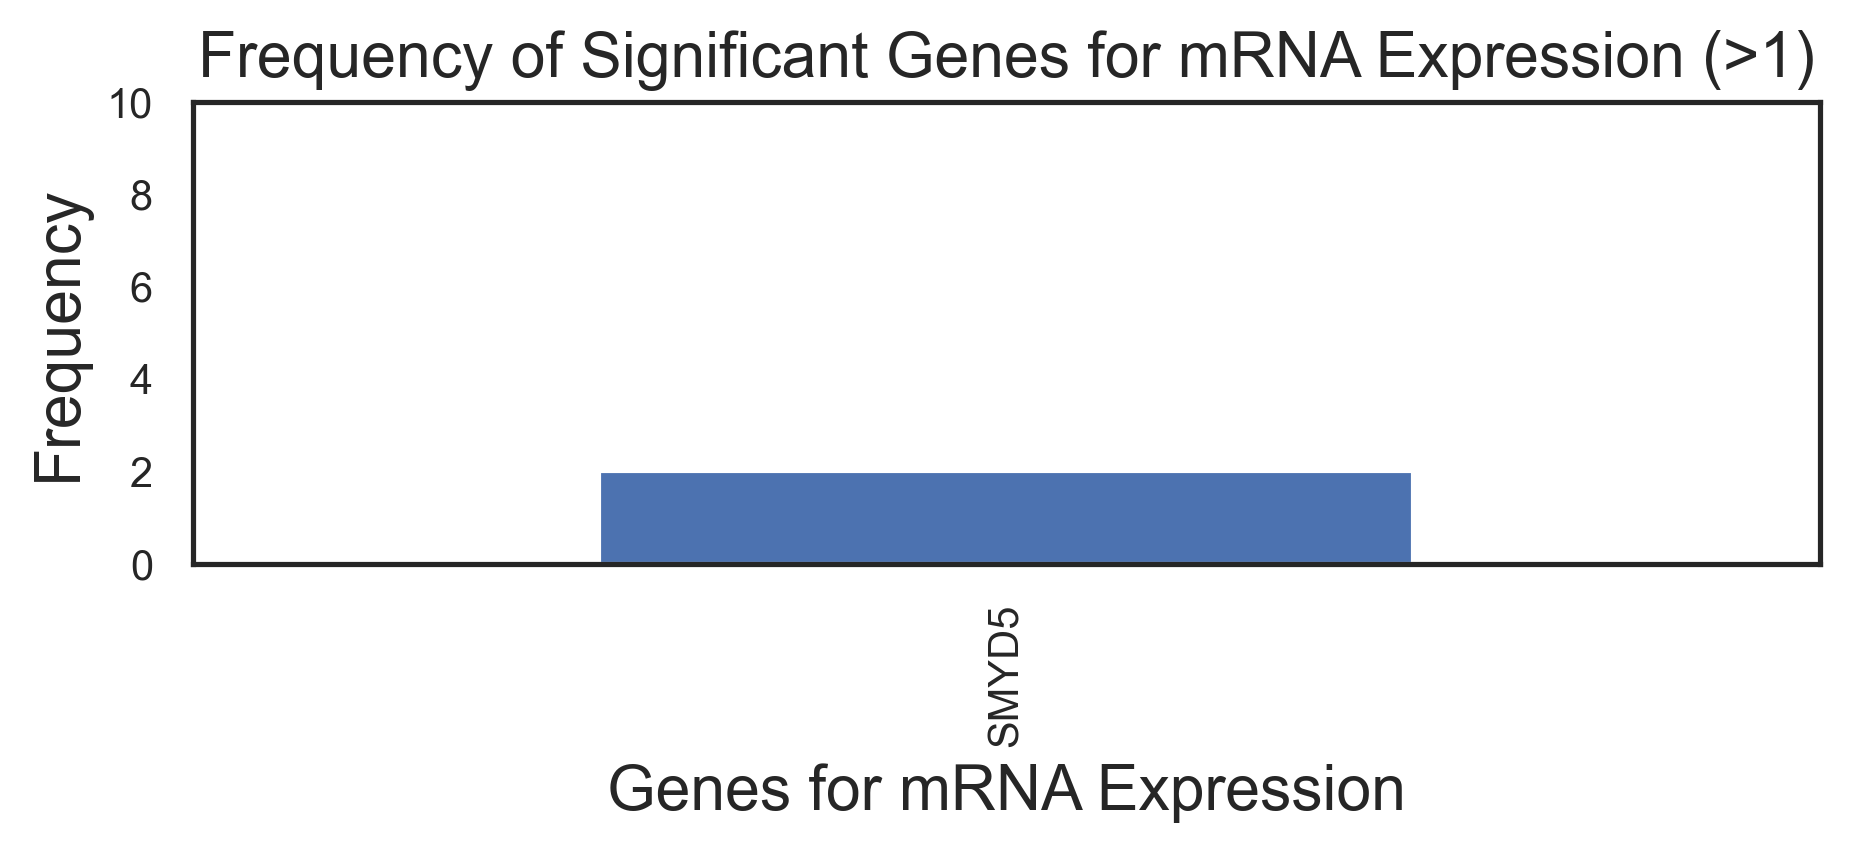 Frequency of Significant Genes for mRNA Expression (>1)
10
8
6
4
2
0
Frequency
SMYD5
Genes for mRNA Expression